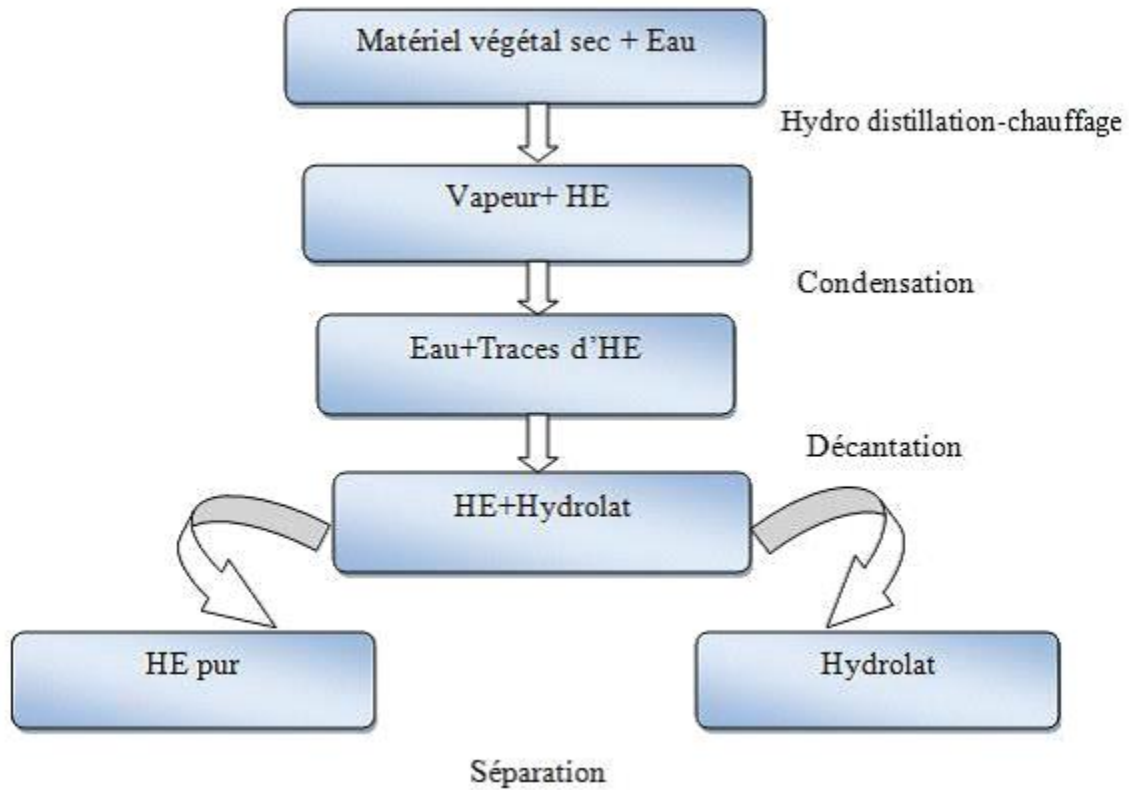 Matériel végétal sec + Eau
Hydro distillation-chauffage
Vapeur+ HE
Condensation
Eau+Traces d’HE
Décantation
HE+Hydrolat
HE pur
Hydrolat
Séparation